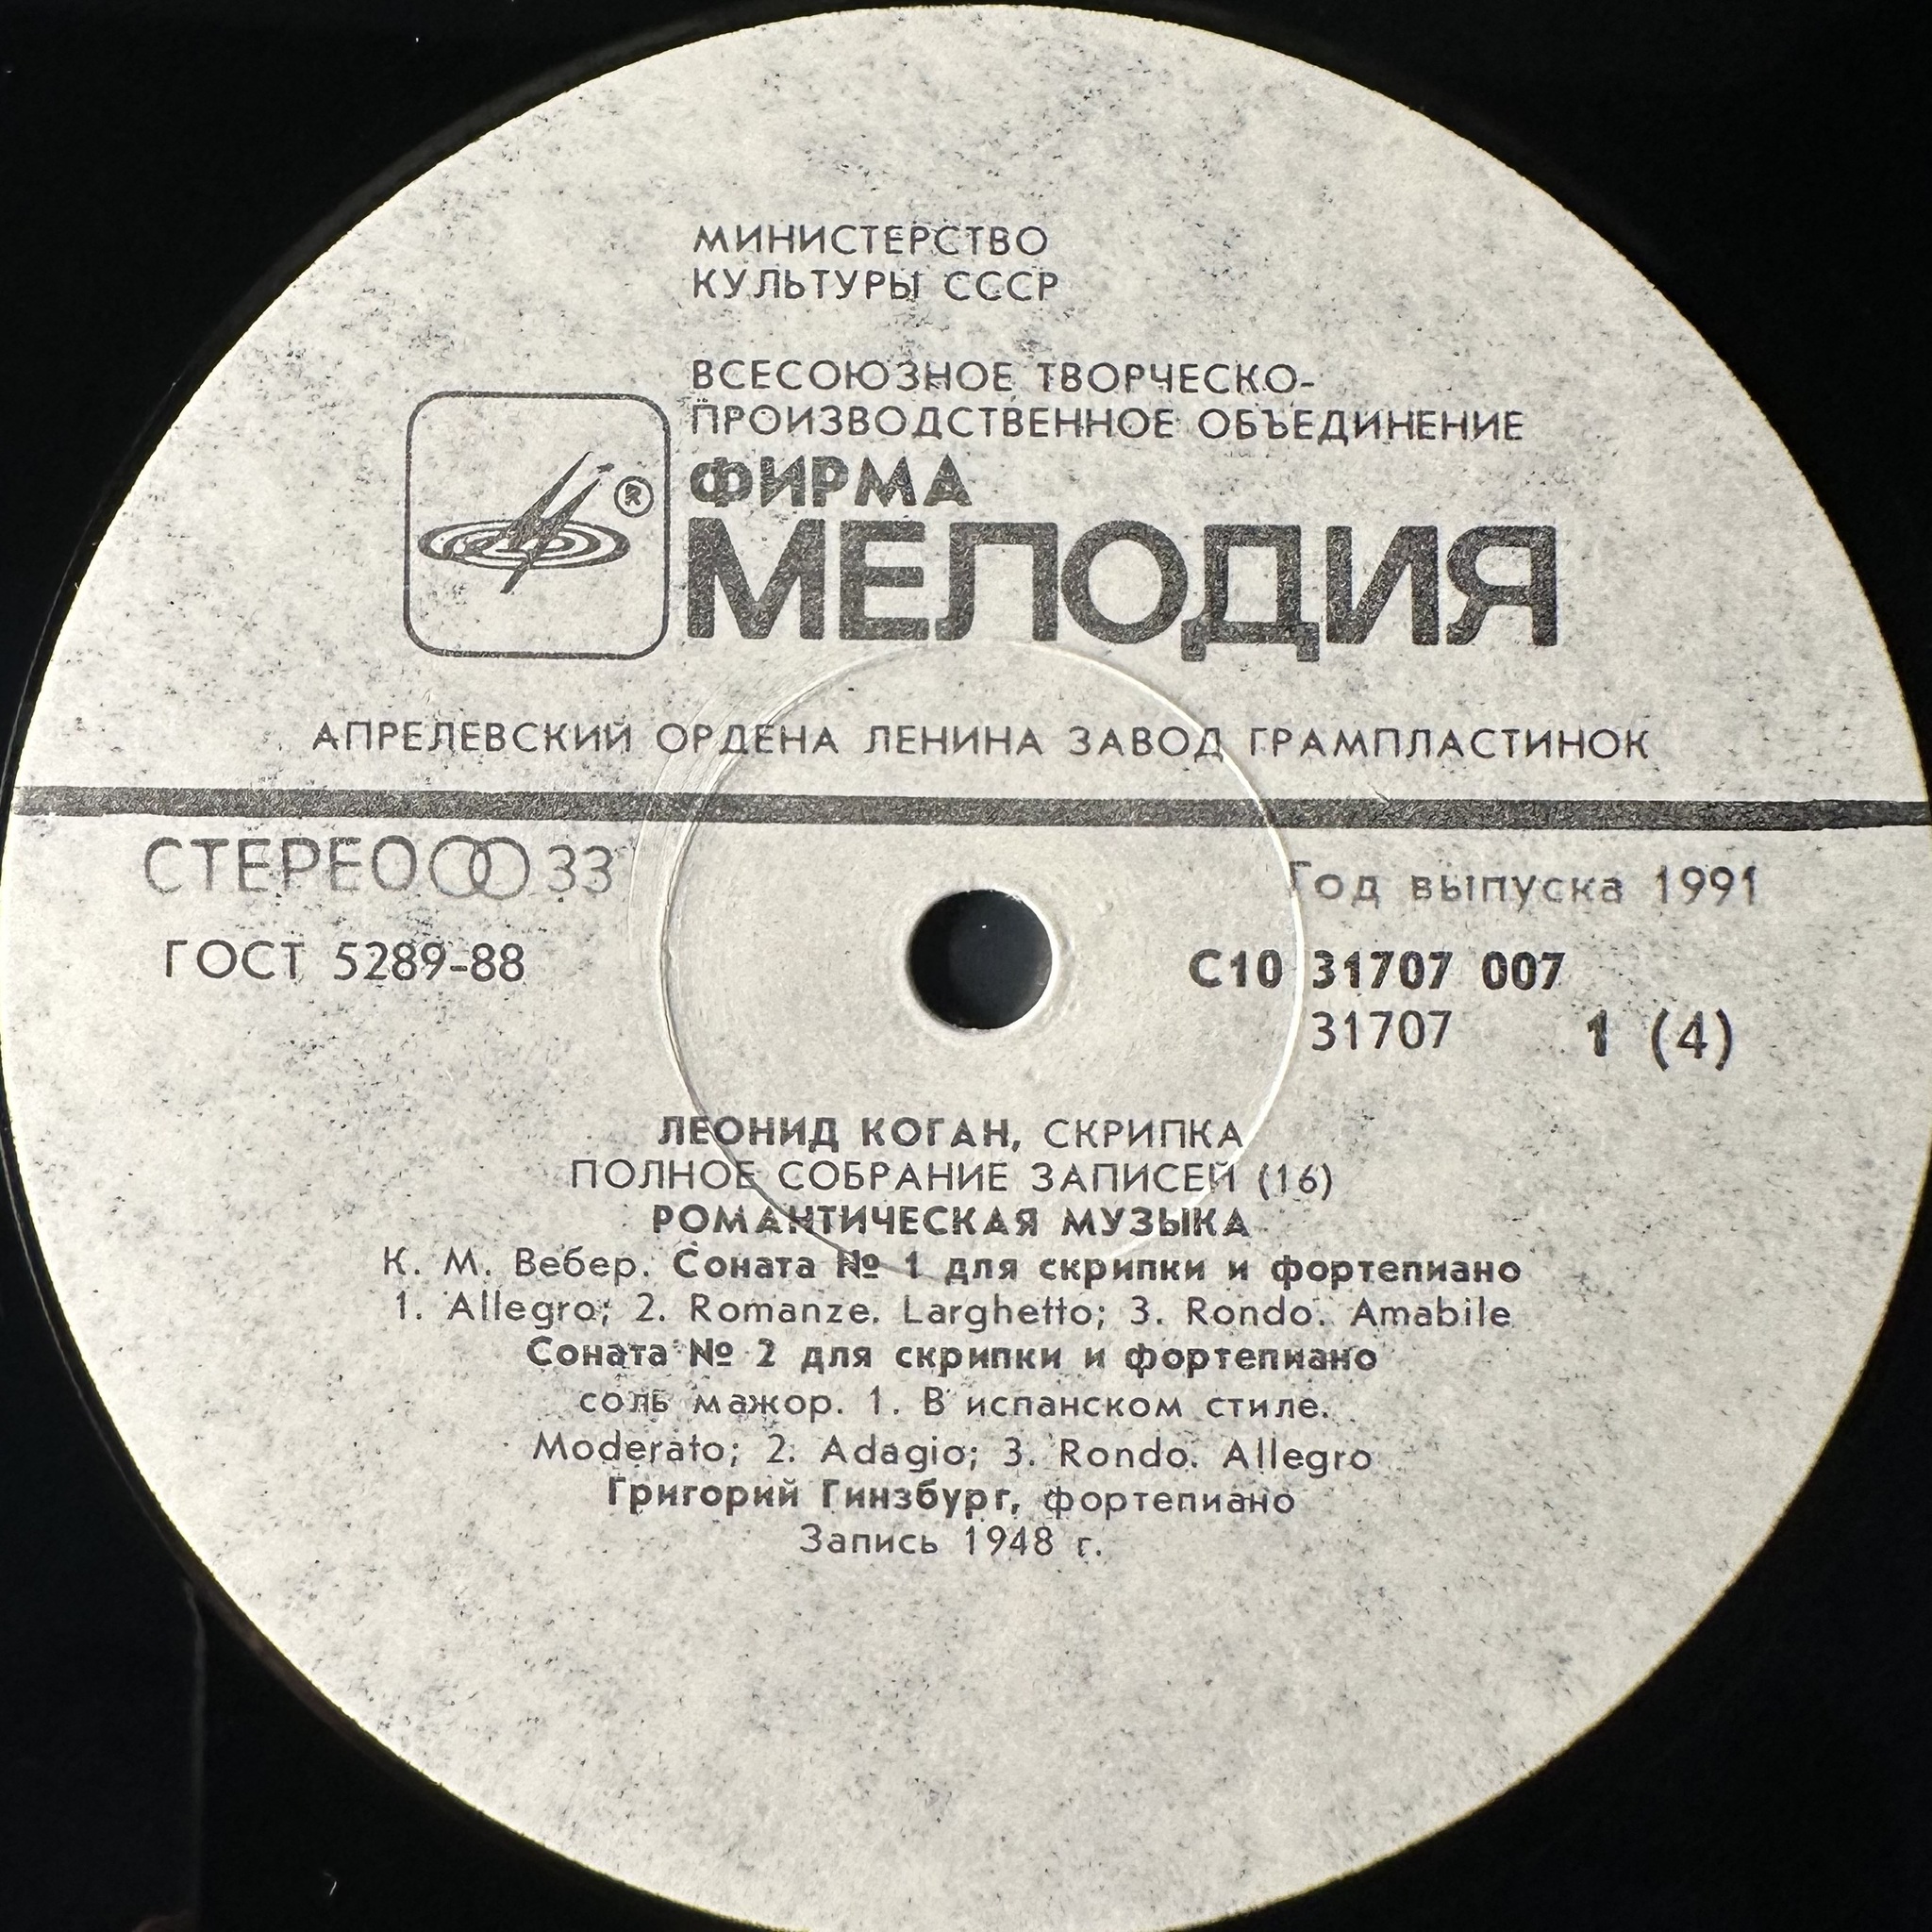 МИНИСТЕРСТВО
КУЛЬТУРЫ СССР
ВСЕСОЮЗНОЕ ТВОРЧЕСКО-
ПРОИЗВОДСТВЕННОЕ ОБЪЕДИНЕНИЕ
®
ФИРМА
МЕЛОДИЯ
АПРЕЛЕВСКИЙ ОРДЕНА ЛЕНИНА ЗАВОД ГРАМПЛАСТИНОК
СТЕРЕО 33
Год выпуска 1991
ГОСТ 5289-88
С10 31707 007
31707 1 (4)
ЛЕОНИД КОГАН, СКРИПКА
ПОЛНОЕ СОБРАНИЕ ЗАПИСЕЙ (16)
РОМАНТИЧЕСКАЯ МУЗЫКА
К. М. Вебер. Соната № 1 для скрипки и фортепиано
1. Allegro; 2. Romanze. Larghetto; 3. Rondo. Amabile
Соната № 2 для скрипки и фортепиано
соль мажор. 1. В испанском стиле.
Moderato; 2. Adagio; 3. Rondo. Allegro
Григорий Гинзбург, фортепиано
Запись 1948 г.